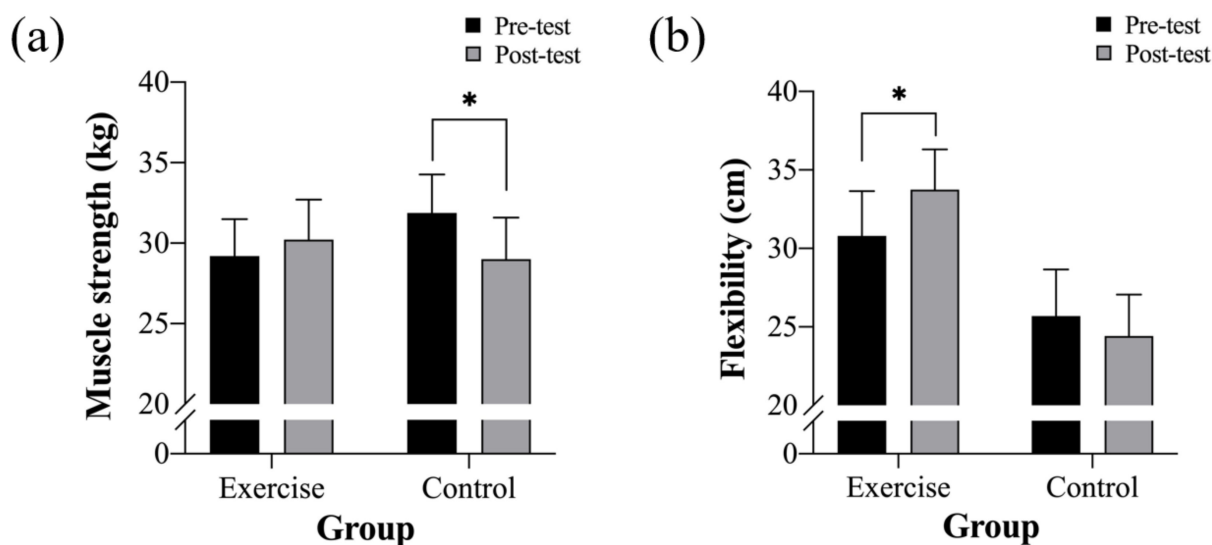 (a)
Pre-test
Post-test
Muscle strength (kg)
40
35
30
25
20
0
*
Exercise
Control
Group
(b)
Pre-test
Post-test
Flexibility (cm)
40
35
30
25
20
0
*
Exercise
Control
Group